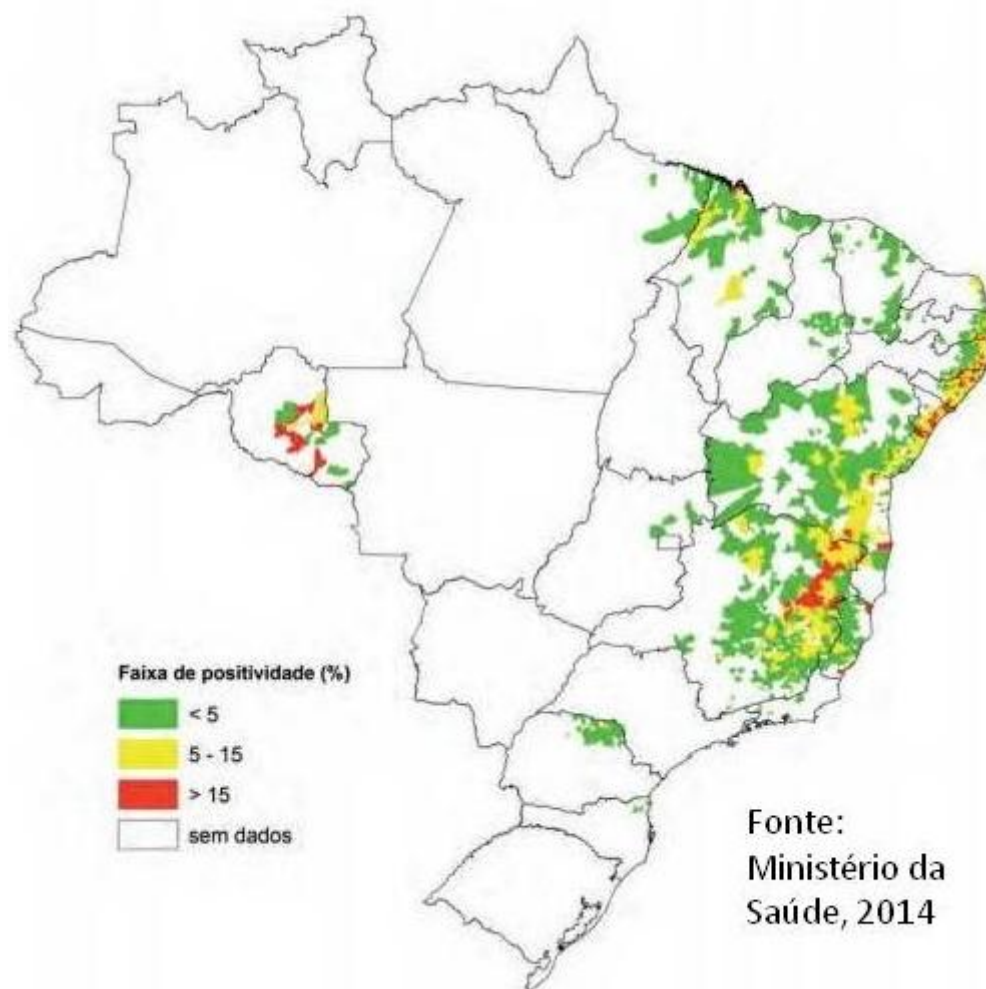 Faixa de positividade (%)
< 5
5 - 15
> 15
sem dados
Fonte:
Ministério da
Saúde, 2014